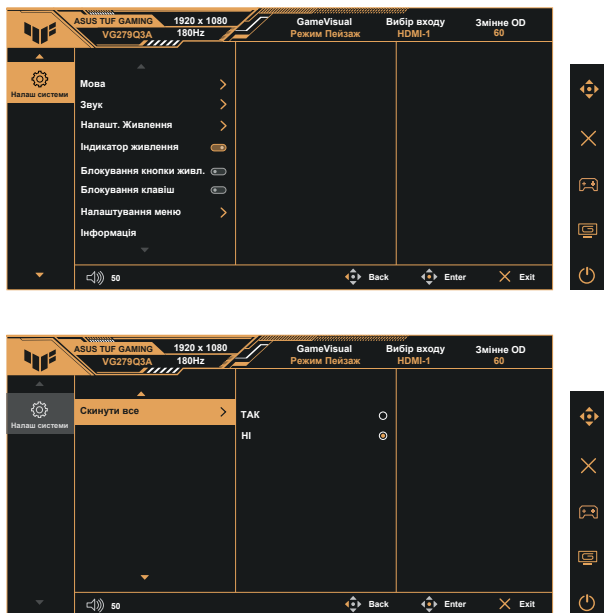 ASUS TUF GAMING 1920 x 1080 GameVisual Вибір входу Змінне OD
VG279Q3A 180Hz Режим Пейзаж HDMI-1 60
Налаш системи
Мова
Звук
Налашт. Живлення
Індикатор живлення
Блокування кнопки живл.
Блокування клавіш
Налаштування меню
Інформація
50 Back Enter Exit
ASUS TUF GAMING 1920 x 1080 GameVisual Вибір входу Змінне OD
VG279Q3A 180Hz Режим Пейзаж HDMI-1 60
Налаш системи
Скинути все
ТАК
НІ
50 Back Enter Exit